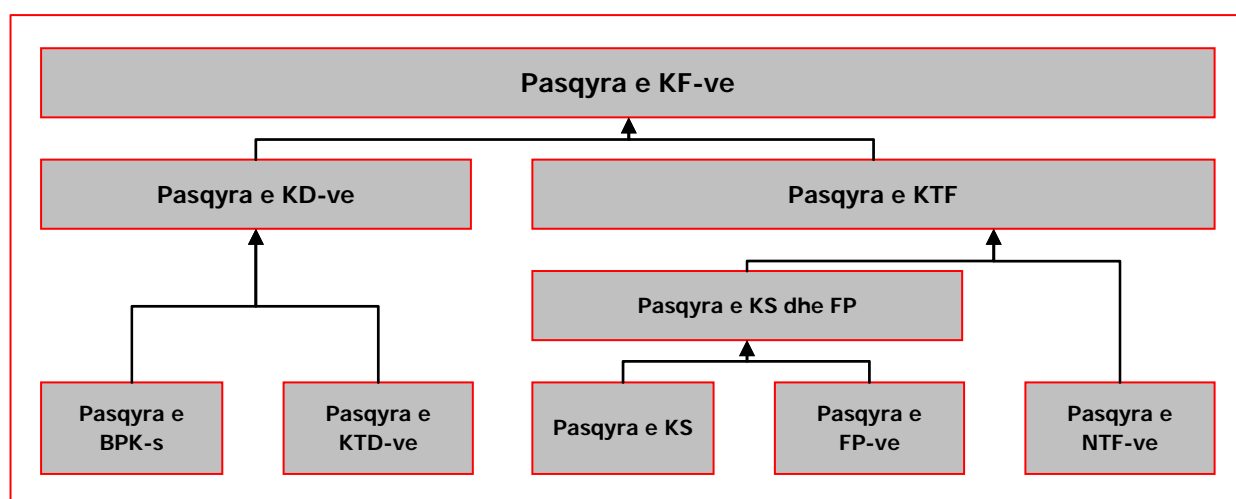 Pasqyra e KF-ve
Pasqyra e KD-ve
Pasqyra e KTF
Pasqyra e KS dhe FP
Pasqyra e
BPK-s
Pasqyra e
KTD-ve
Pasqyra e KS
Pasqyra e
FP-ve
Pasqyra e
NTF-ve